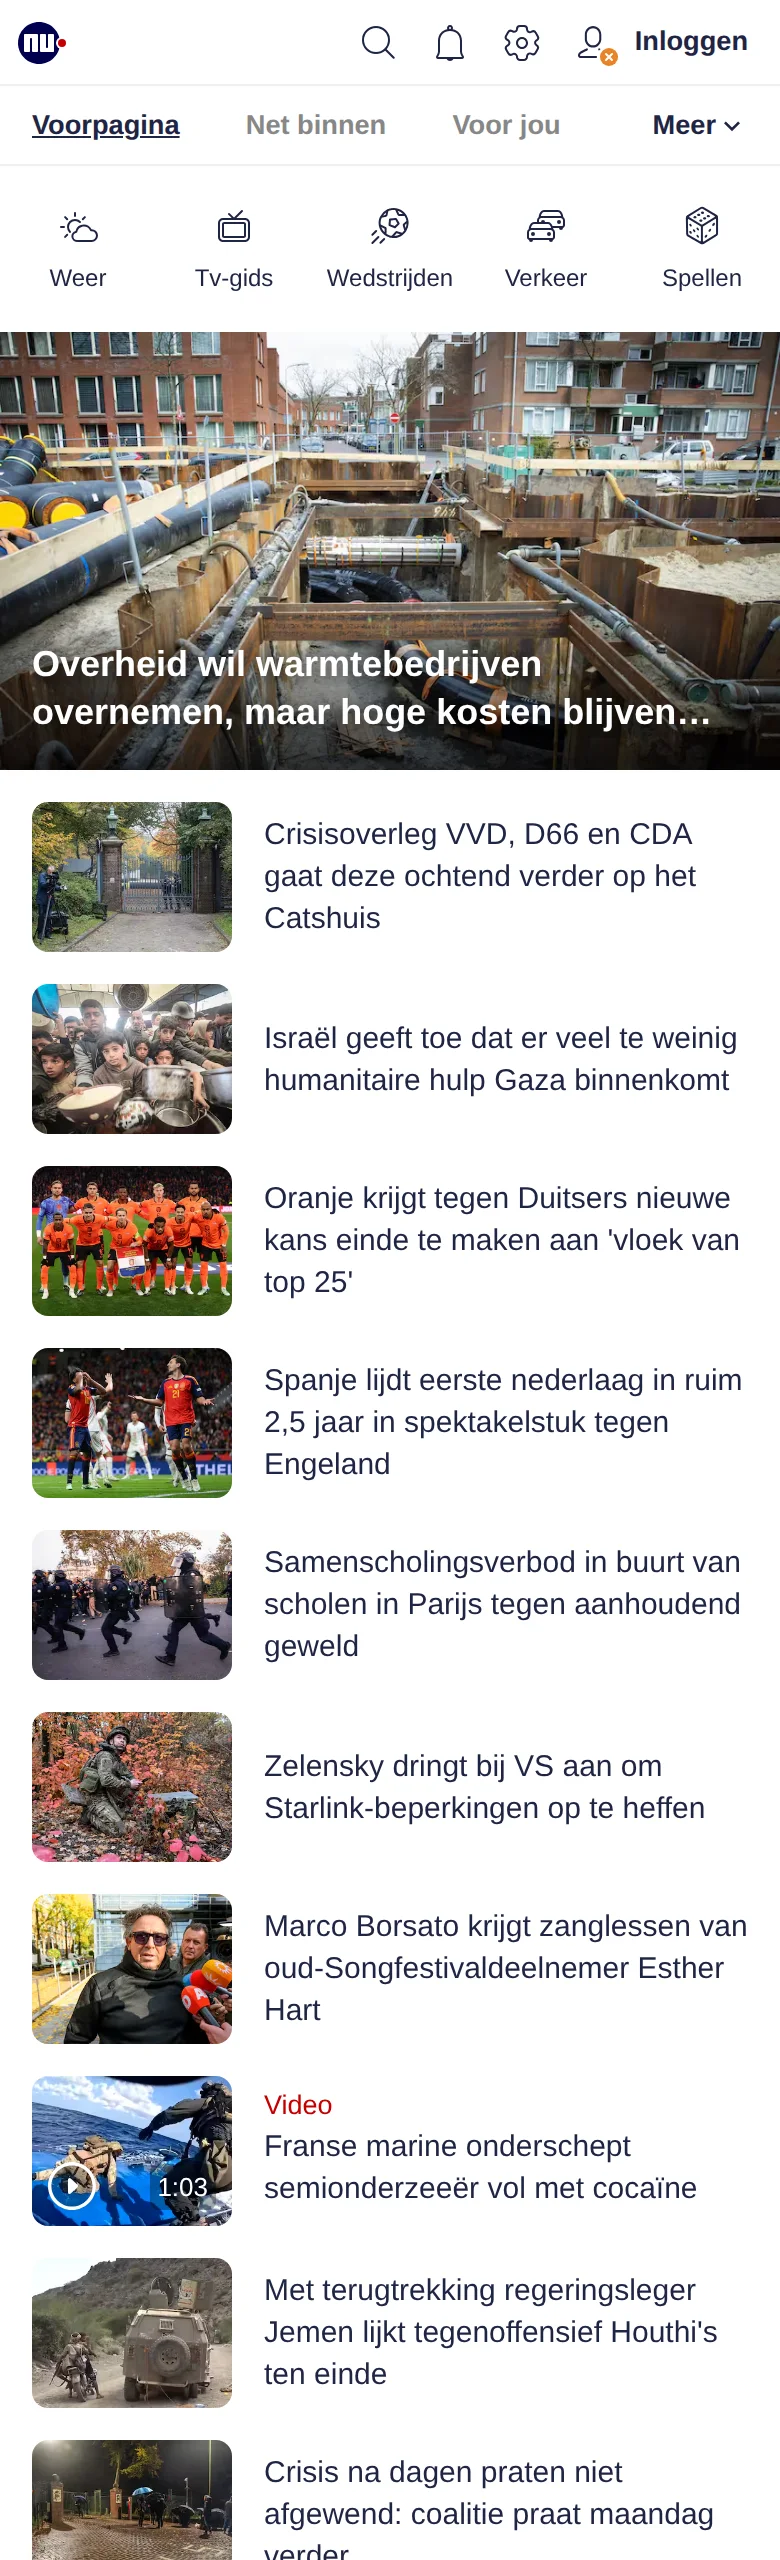 nu
Inloggen
Voorpagina
Net binnen
Voor jou
Meer
Weer
Tv-gids
Wedstrijden
Verkeer
Spellen
Overheid wil warmtebedrijven
overnemen, maar hoge kosten blijven…
Crisisoverleg VVD, D66 en CDA
gaat deze ochtend verder op het
Catshuis
Israël geeft toe dat er veel te weinig
humanitaire hulp Gaza binnenkomt
Oranje krijgt tegen Duitsers nieuwe
kans einde te maken aan 'vloek van
top 25'
Spanje lijdt eerste nederlaag in ruim
2,5 jaar in spektakelstuk tegen
Engeland
Samenscholingsverbod in buurt van
scholen in Parijs tegen aanhoudend
geweld
Zelensky dringt bij VS aan om
Starlink-beperkingen op te heffen
Marco Borsato krijgt zanglessen van
oud-Songfestivaldeelnemer Esther
Hart
Video
1:03
Franse marine onderschept
semionderzeeër vol met cocaïne
Met terugtrekking regeringsleger
Jemen lijkt tegenoffensief Houthi's
ten einde
Crisis na dagen praten niet
afgewend: coalitie praat maandag
verder